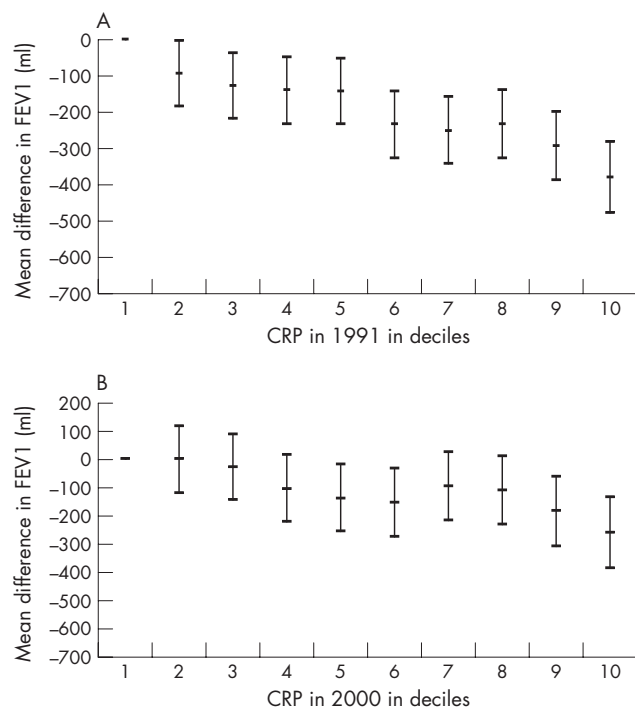 A
0
–100
–200
–300
–400
–500
–600
–700
Mean difference in FEV1 (ml)
1 2 3 4 5 6 7 8 9 10
CRP in 1991 in deciles
B
200
100
0
–100
–200
–300
–400
–500
–600
–700
Mean difference in FEV1 (ml)
1 2 3 4 5 6 7 8 9 10
CRP in 2000 in deciles